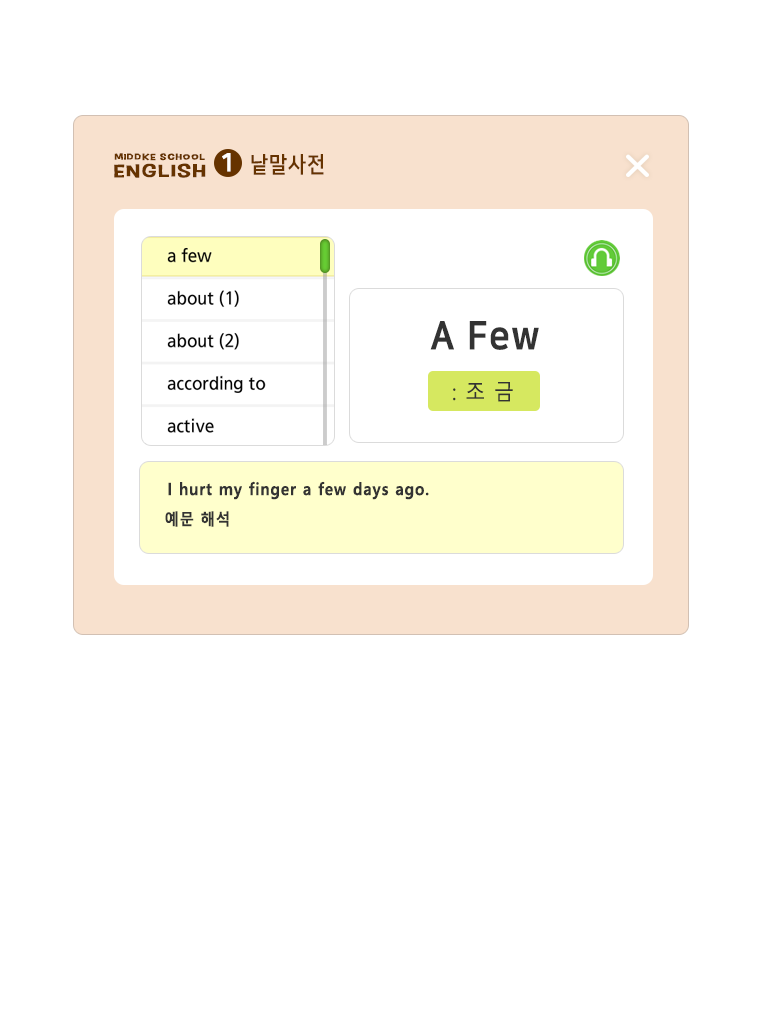 MIDDKE SCHOOL
ENGLISH 1 낱말사전
a few
about (1)
about (2)
according to
active
A Few
: 조 금
I hurt my finger a few days ago.
예문 해석